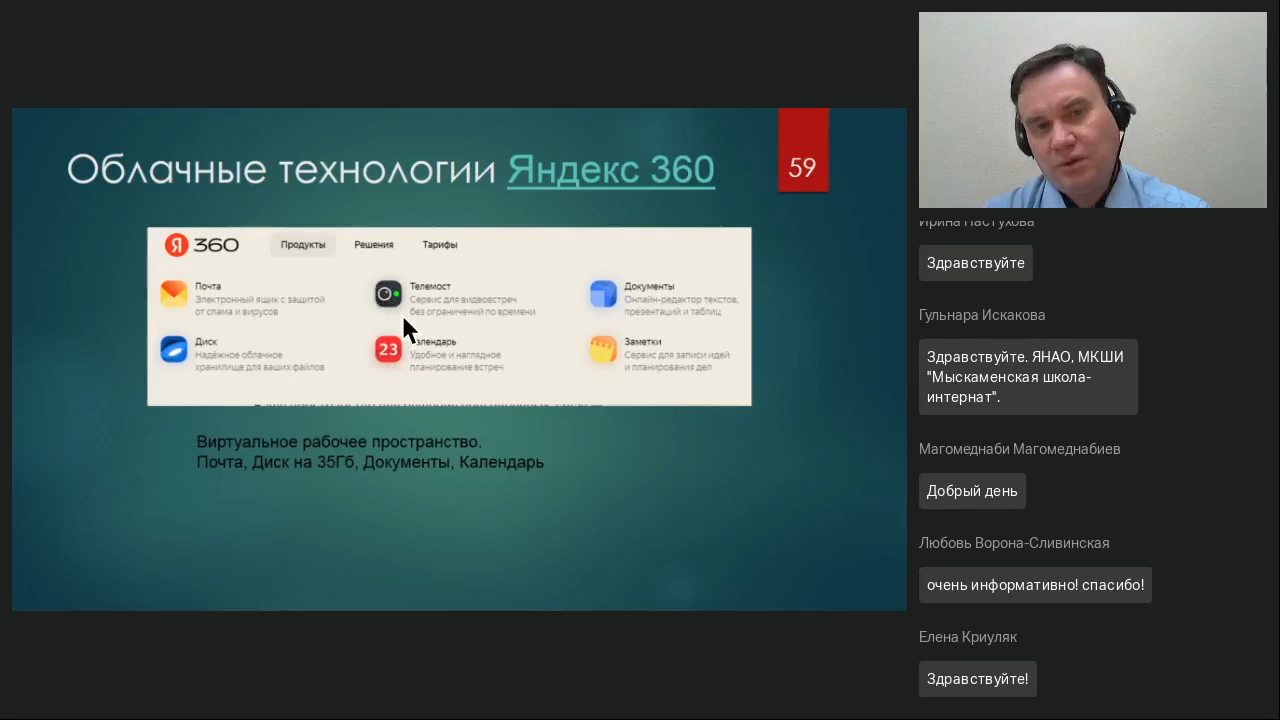 Облачные технологии Яндекс 360
59
Я 360
Продукты Решения Тарифы
Почта
Электронный ящик с защитой
от спама и вирусов
Телемост
Сервис для видеовстреч
без ограничений по времени
Документы
Онлайн-редактор текстов,
презентаций и таблиц
Диск
Надёжное облачное
хранилище для ваших файлов
23
Удобное и наглядное
планирование встреч
Заметки
Сервис для записи идей
и планирования дел
Виртуальное рабочее пространство.
Почта, Диск на 35Гб, Документы, Календарь
Ирина Пастухова
Здравствуйте
Гульнара Искакова
Здравствуйте. ЯНАО, МКШИ
"Мыскаменская школа-
интернат".
Магомеднаби Магомеднабиев
Добрый день
Любовь Ворона-Сливинская
очень информативно! спасибо!
Елена Криуляк
Здравствуйте!